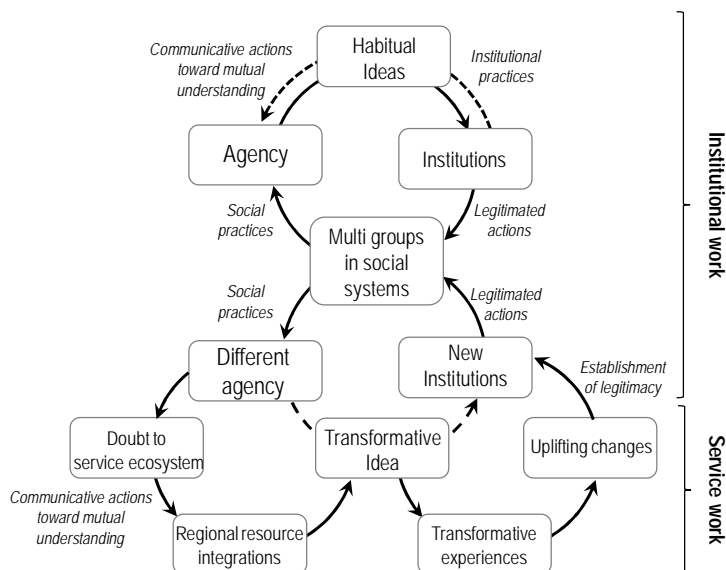 Communicative actions
toward mutual
understanding
Habitual
Ideas
Institutional
practices
Agency
Institutions
Social
practices
Legitimated
actions
Multi groups
in social
systems
Institutional work
Social
practices
Legitimated
actions
Different
agency
New
Institutions
Establishment
of legitimacy
Doubt to
service ecosystem
Transformative
Idea
Uplifting changes
Service work
Communicative actions
toward mutual
understanding
Regional resource
integrations
Transformative
experiences